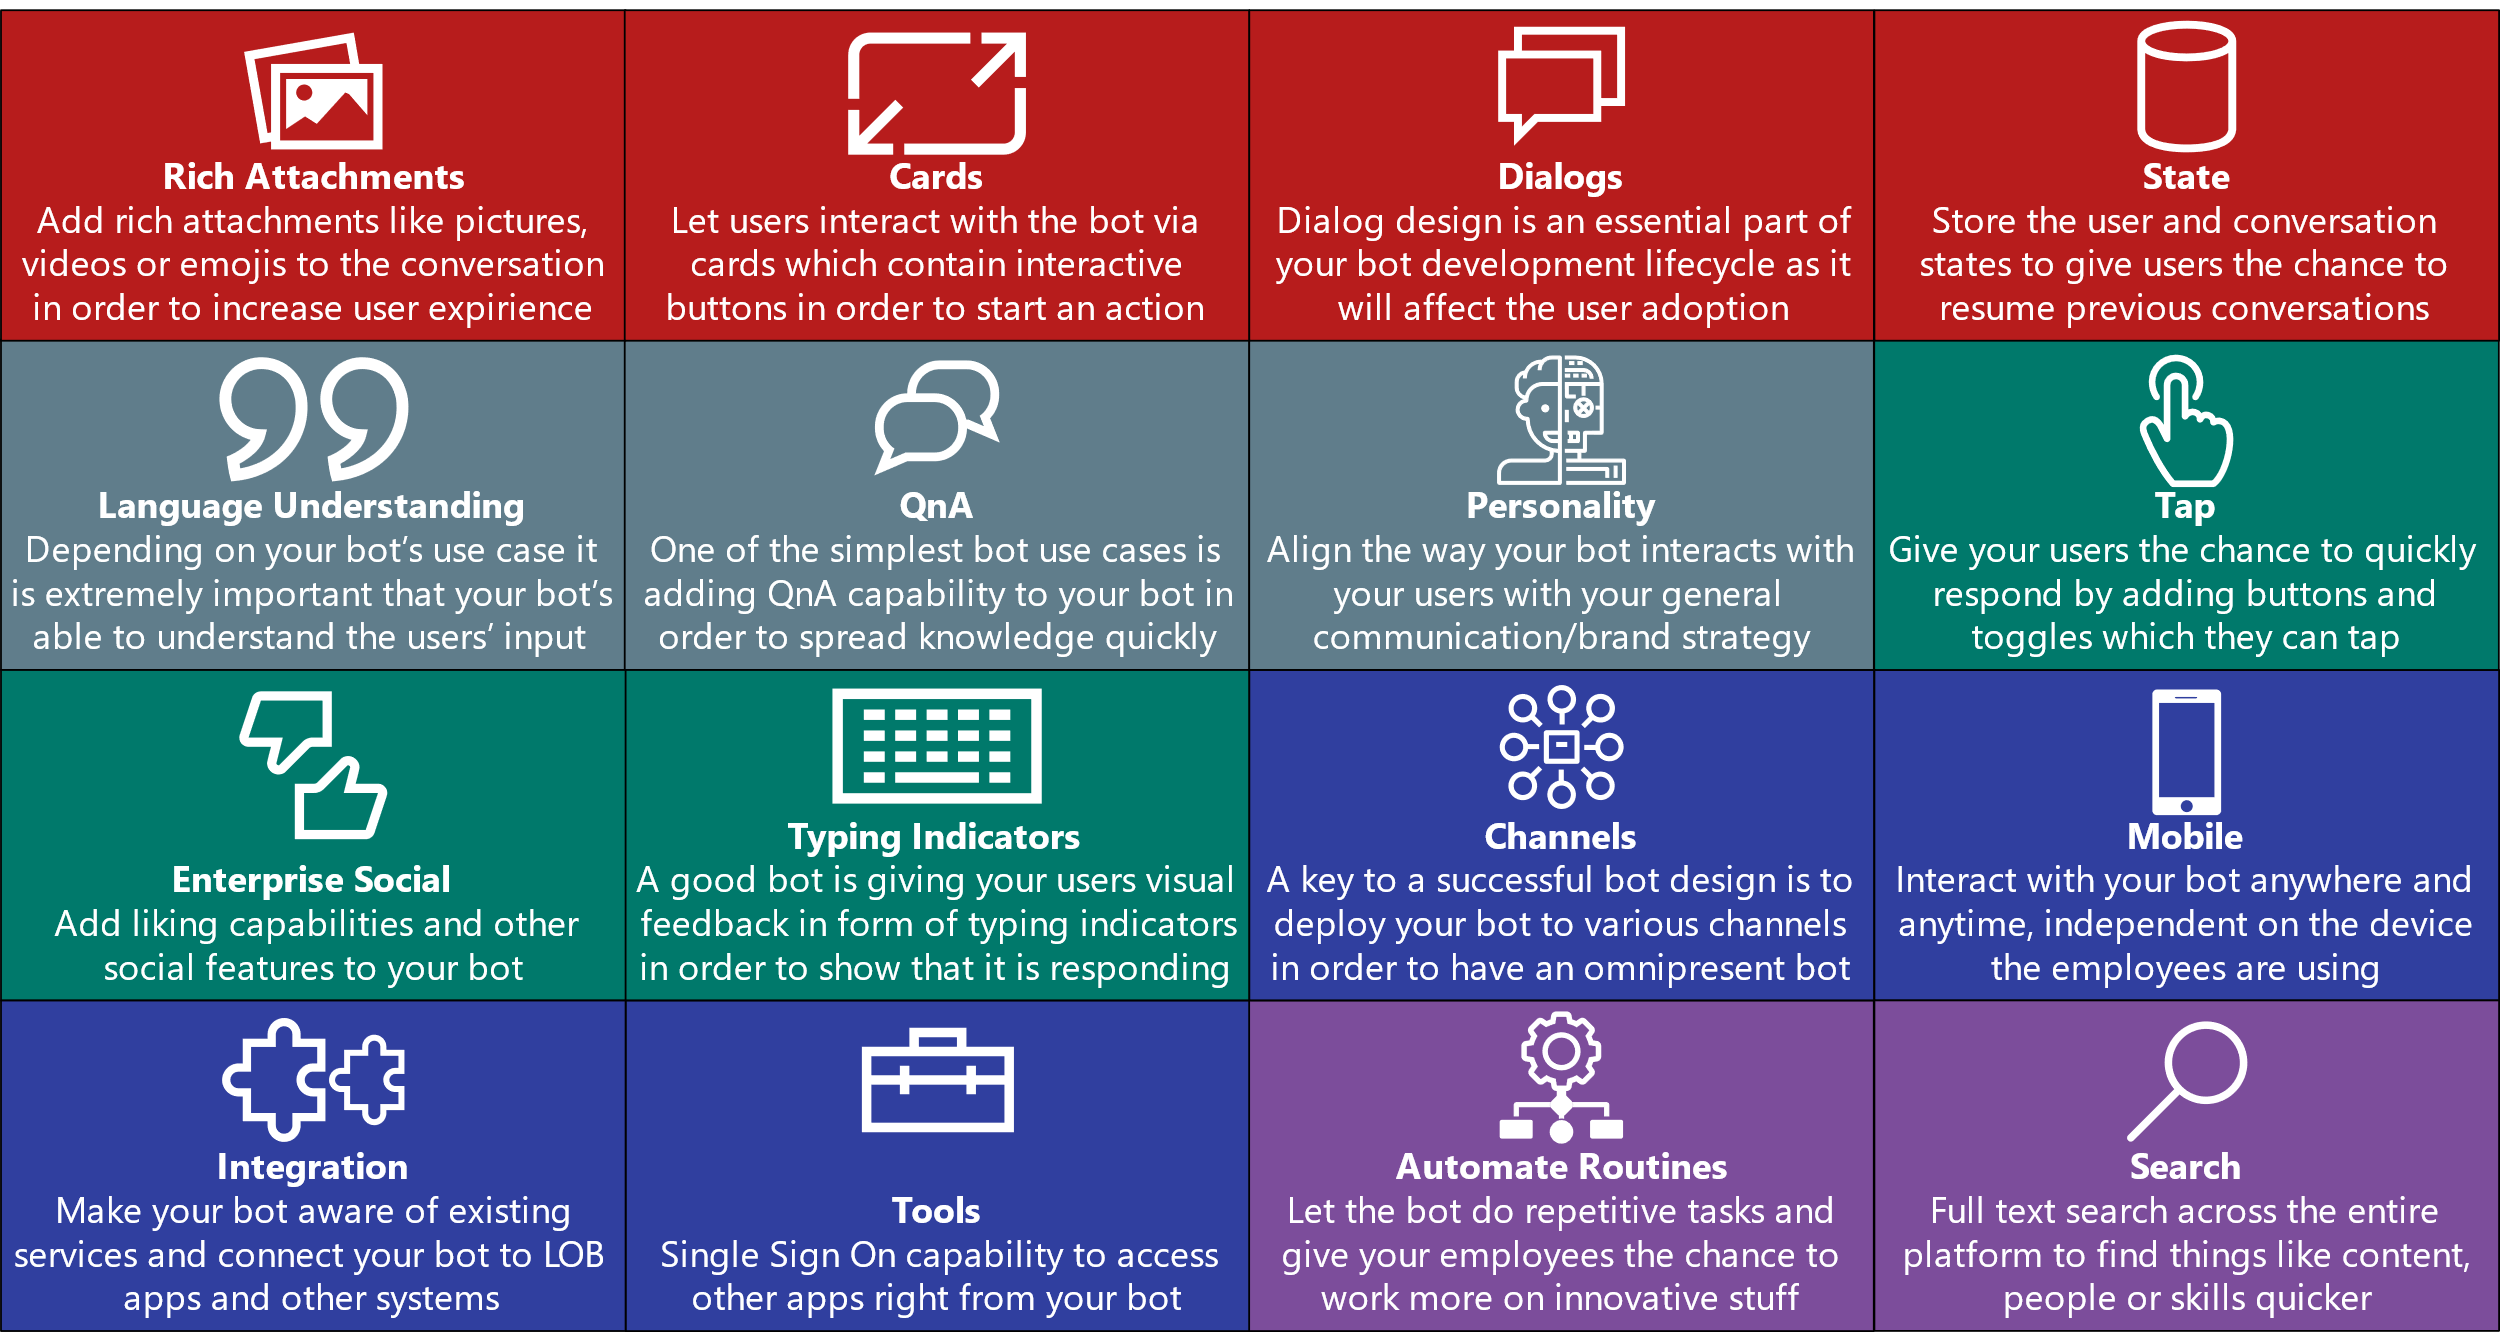 Rich Attachments
Add rich attachments like pictures,
videos or emojis to the conversation
in order to increase user expirience
Cards
Let users interact with the bot via
cards which contain interactive
buttons in order to start an action
Dialogs
Dialog design is an essential part of
your bot development lifecycle as it
will affect the user adoption
State
Store the user and conversation
states to give users the chance to
resume previous conversations
Language Understanding
Depending on your bot’s use case it
is extremely important that your bot’s
able to understand the users’ input
QnA
One of the simplest bot use cases is
adding QnA capability to your bot in
order to spread knowledge quickly
Personality
Align the way your bot interacts with
your users with your general
communication/brand strategy
Tap
Give your users the chance to quickly
respond by adding buttons and
toggles which they can tap
Enterprise Social
Add liking capabilities and other
social features to your bot
Typing Indicators
A good bot is giving your users visual
feedback in form of typing indicators
in order to show that it is responding
Channels
A key to a successful bot design is to
deploy your bot to various channels
in order to have an omnipresent bot
Mobile
Interact with your bot anywhere and
anytime, independent on the device
the employees are using
Integration
Make your bot aware of existing
services and connect your bot to LOB
apps and other systems
Tools
Single Sign On capability to access
other apps right from your bot
Automate Routines
Let the bot do repetitive tasks and
give your employees the chance to
work more on innovative stuff
Search
Full text search across the entire
platform to find things like content,
people or skills quicker